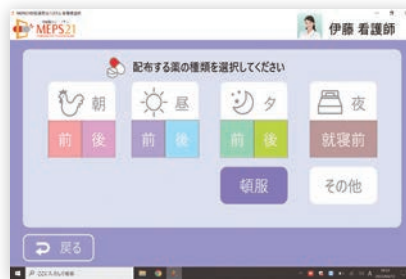 MEPS21
伊藤 看護師
配布する薬の種類を選択してください
朝
昼
夕
夜
前 後
前 後
前 後
就寝前
頓服
その他
戻る